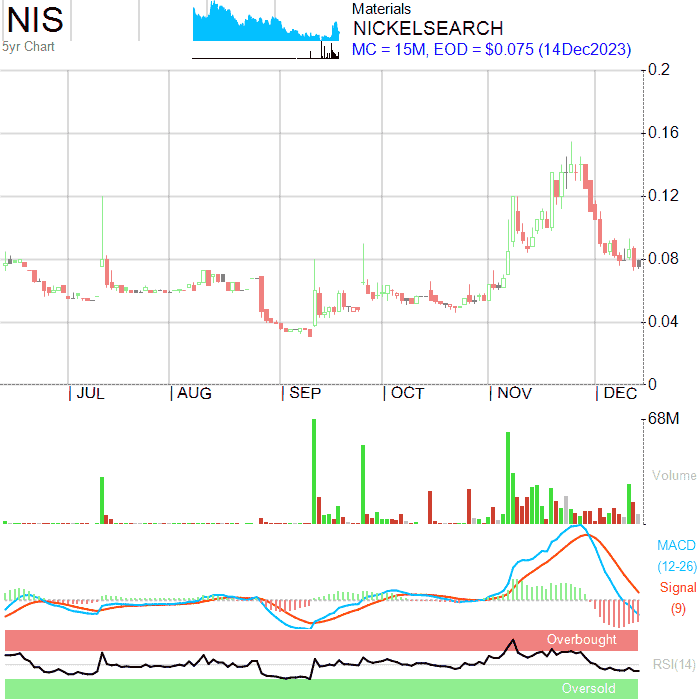 NIS
5yr Chart
Materials
NICKELSEARCH
MC = 15M, EOD = $0.075 (14Dec2023)
0.2
0.16
0.12
0.08
0.04
0
JUL AUG SEP OCT NOV DEC
68M
Volume
MACD
(12-26)
Signal
(9)
Overbought
RSI(14)
Oversold